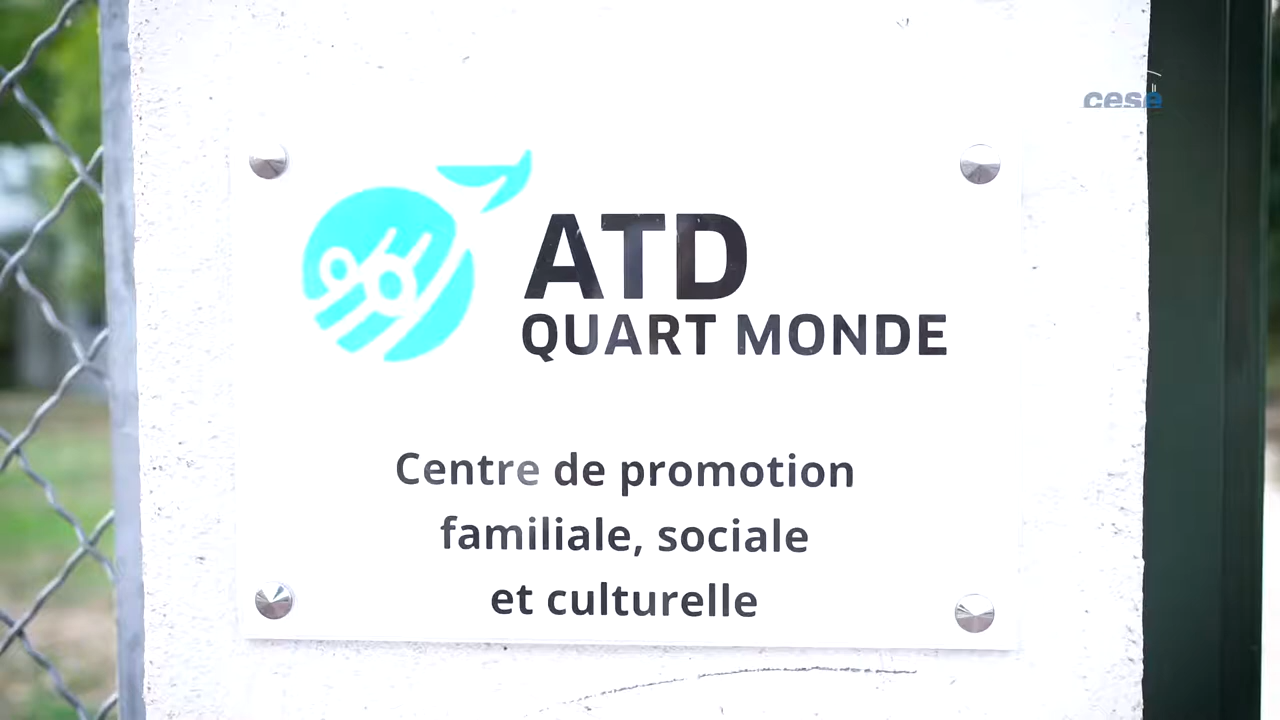 cese
ATD
QUART MONDE
Centre de promotion
familiale, sociale
et culturelle